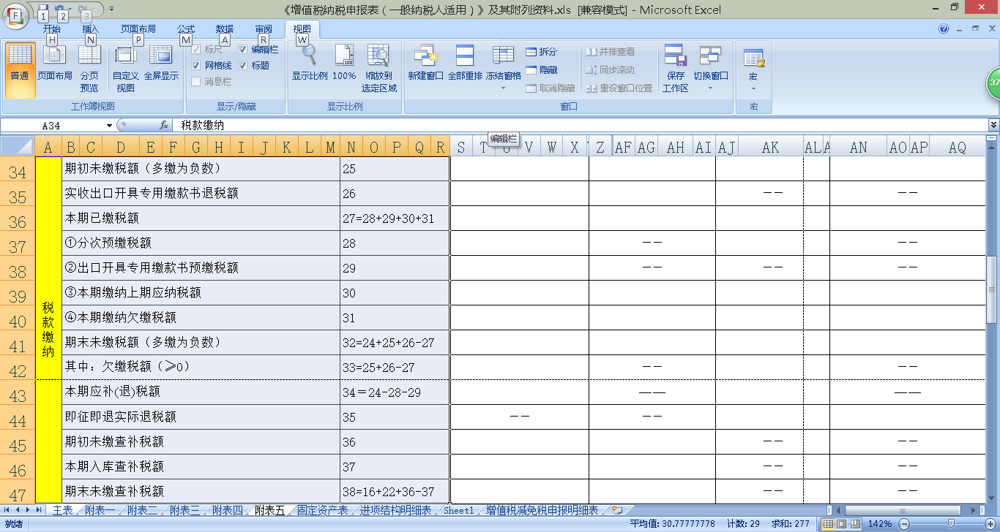 《增值税纳税申报表（一般纳税人适用）》及其附列资料.xls [兼容模式] - Microsoft Excel
F 1 2 3
开始 插入 页面布局 公式 数据 审阅 视图
H N P M A R W
普通 页面布局 分页预览 自定义视图 全屏显示
工作簿视图
标尺 编辑栏
网格线 标题
消息栏
显示/隐藏
显示比例 100% 缩放到选定区域
显示比例
新建窗口 全部重排 冻结窗格
拆分 并排查看
隐藏 同步滚动
取消隐藏 重设窗口位置
保存工作区 切换窗口
窗口
宏
宏
37
A34 fx 税款缴纳
编辑栏
A B C D E F G H I J K L M N O P Q R S T U V W X Z AF AG AH AI AJ AK AL A AN AO AP AQ
税款缴纳
34 期初未缴税额（多缴为负数） 25
35 实收出口开具专用缴款书退税额 26 —— ——
36 本期已缴税额 27=28+29+30+31
37 ①分次预缴税额 28 —— ——
38 ②出口开具专用缴款书预缴税额 29 —— —— ——
39 ③本期缴纳上期应纳税额 30
40 ④本期缴纳欠缴税额 31
41 期末未缴税额（多缴为负数） 32=24+25+26-27
42 其中：欠缴税额（≥0） 33=25+26-27 —— ——
43 本期应补(退)税额 34＝24-28-29 —— ——
44 即征即退实际退税额 35 —— ——
45 期初未缴查补税额 36 —— ——
46 本期入库查补税额 37 —— ——
47 期末未缴查补税额 38=16+22+36-37 —— ——
主表 附表一 附表二 附表三 附表四 附表五 固定资产表 进项结构明细表 Sheet1 增值税减免税申报明细表
就绪 平均值: 30.77777778 计数: 29 求和: 277 142%